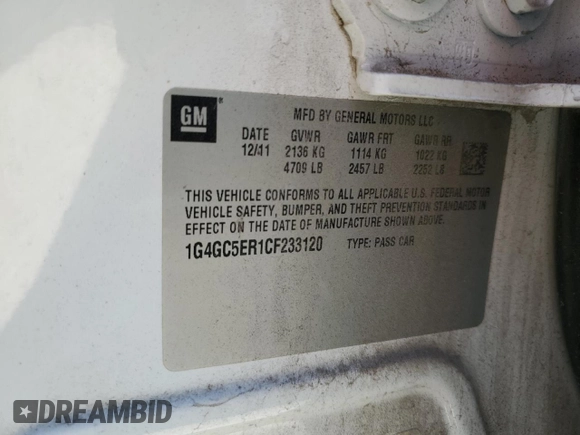 GM ®
MFD BY GENERAL MOTORS LLC
DATE GVWR GAWR FRT GAWR RR
12/11 2136 KG 1114 KG 1022 KG
4709 LB 2457 LB 2253 LB
THIS VEHICLE CONFORMS TO ALL APPLICABLE U.S. FEDERAL MOTOR
VEHICLE SAFETY, BUMPER, AND THEFT PREVENTION STANDARDS IN
EFFECT ON THE DATE OF MANUFACTURE SHOWN ABOVE.
1G4GC5ER1CF233120 TYPE: PASS CAR
DREAMBID